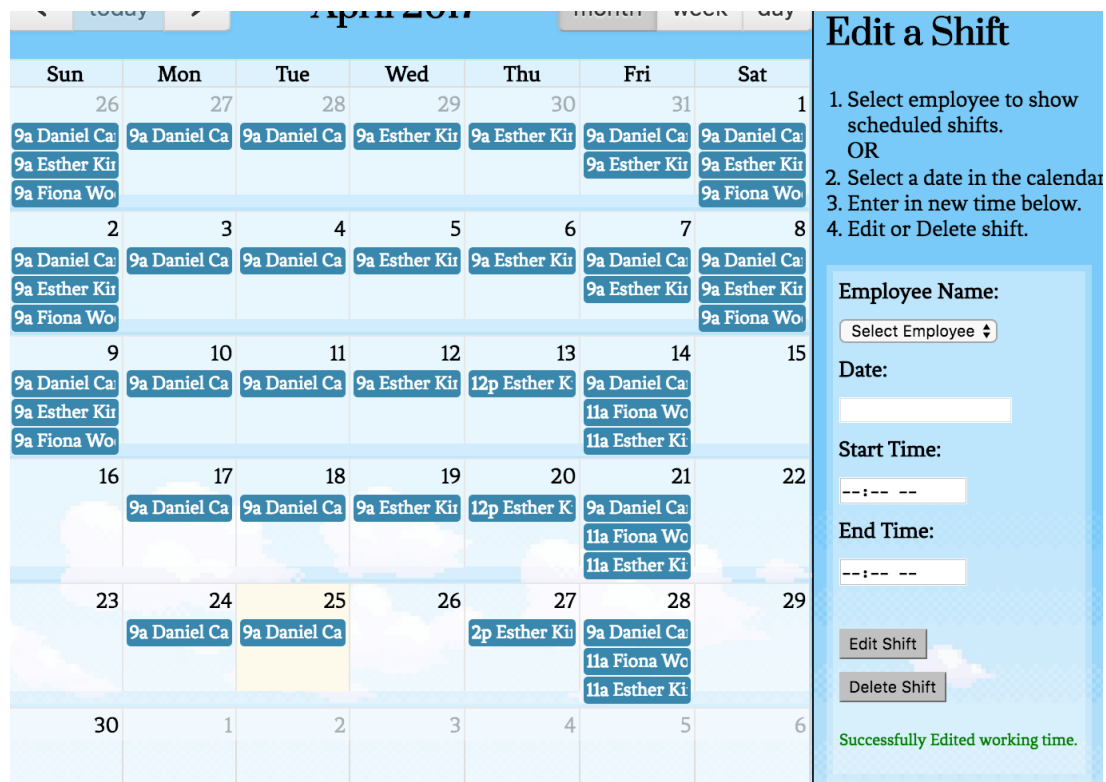 today
April 2017
month week day
Sun Mon Tue Wed Thu Fri Sat
26 27 28 29 30 31 1
9a Daniel Ca 9a Daniel Ca 9a Daniel Ca 9a Esther Kir 9a Esther Kir 9a Daniel Ca 9a Daniel Ca
9a Esther Kir 9a Esther Kir 9a Esther Kir
9a Fiona Wo 9a Fiona Wo
2 3 4 5 6 7 8
9a Daniel Ca 9a Daniel Ca 9a Daniel Ca 9a Esther Kir 9a Esther Kir 9a Daniel Ca 9a Daniel Ca
9a Esther Kir 9a Esther Kir 9a Esther Kir
9a Fiona Wo 9a Fiona Wo
9 10 11 12 13 14 15
9a Daniel Ca 9a Daniel Ca 9a Daniel Ca 9a Esther Kir 12p Esther K 9a Daniel Ca
9a Esther Kir 11a Fiona Wo
9a Fiona Wo 11a Esther Ki
16 17 18 19 20 21 22
9a Daniel Ca 9a Daniel Ca 9a Esther Kir 12p Esther K 9a Daniel Ca
11a Fiona Wo
11a Esther Ki
23 24 25 26 27 28 29
9a Daniel Ca 9a Daniel Ca 2p Esther Kir 9a Daniel Ca
11a Fiona Wo
11a Esther Ki
30 1 2 3 4 5 6
Edit a Shift
1. Select employee to show
scheduled shifts.
OR
2. Select a date in the calendar
3. Enter in new time below.
4. Edit or Delete shift.
Employee Name:
Select Employee
Date:
Start Time:
--:-- --
End Time:
--:-- --
Edit Shift
Delete Shift
Successfully Edited working time.